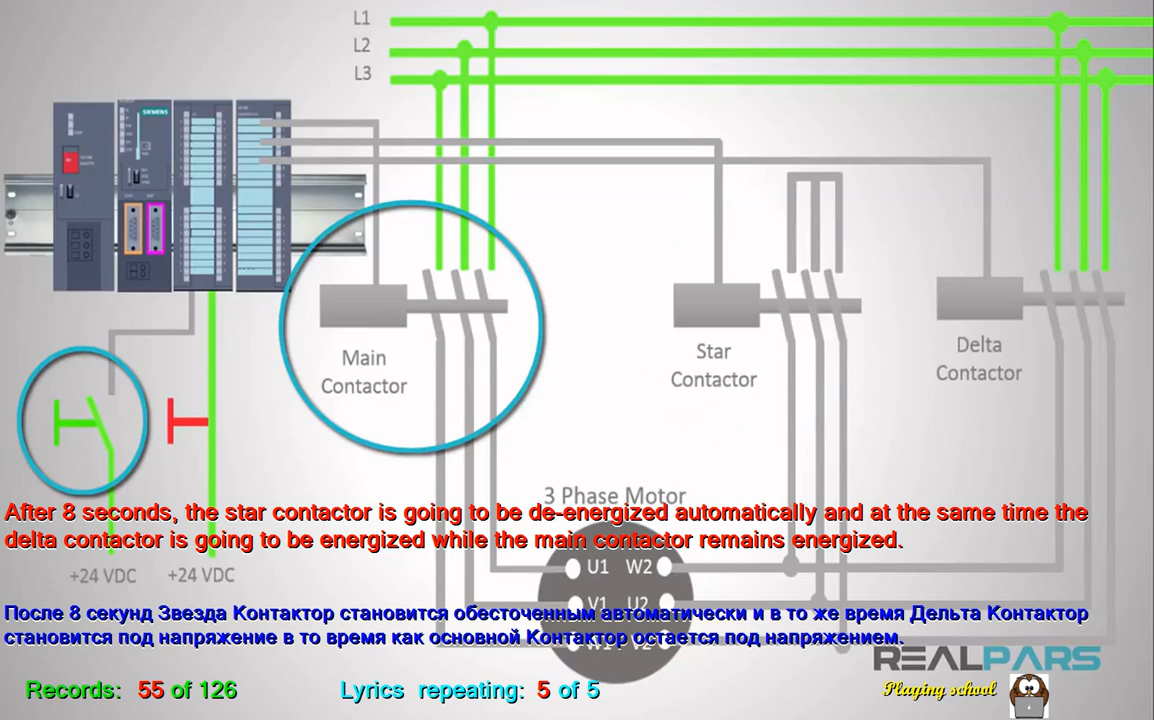 L1
L2
L3
SIEMENS
Main
Contactor
Star
Contactor
Delta
Contactor
3 Phase Motor
After 8 seconds, the star contactor is going to be de-energized automatically and at the same time the
delta contactor is going to be energized while the main contactor remains energized.
+24 VDC +24 VDC
U1 W2
V1 U2
После 8 секунд Звезда Контактор становится обесточенным автоматически и в то же время Дельта Контактор
становится под напряжение в то время как основной Контактор остается под напряжением.
W1 V2
REALPARS
Records: 55 of 126 Lyrics repeating: 5 of 5
Playing school